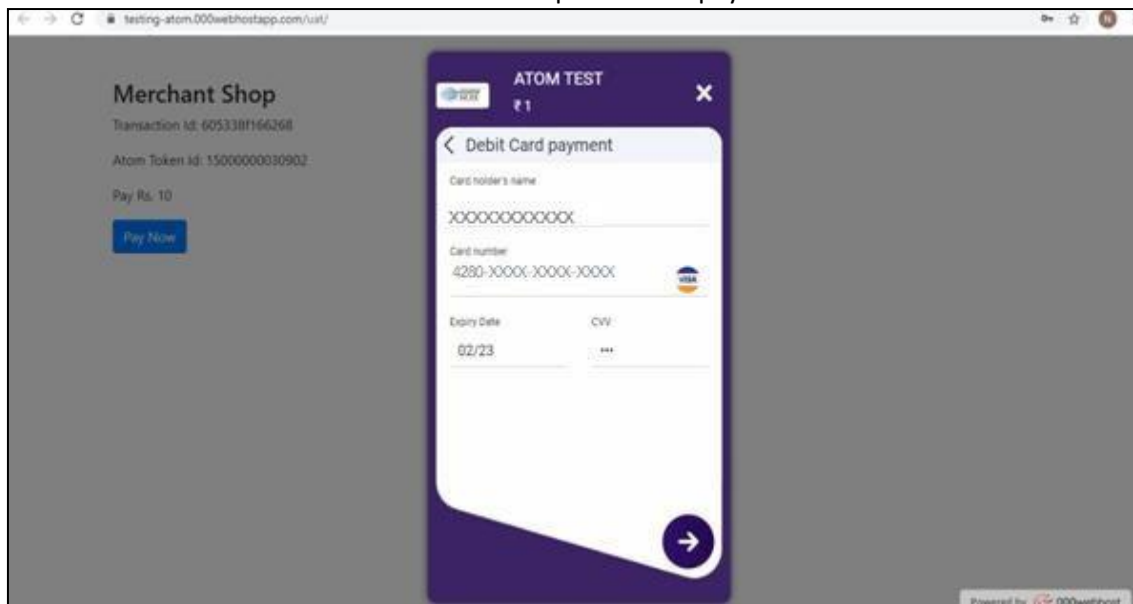 testing-atom.000webhostapp.com/uat/
Merchant Shop
Transaction Id: 605338f166268
Atom Token Id: 15000000030902
Pay Rs. 10
Pay Now
ATOM TEST
₹ 1
Debit Card payment
Card holder's name
XXXXXXXXXXX
Card number
4280-XXXX-XXXX-XXXX
VISA
Expiry Date
CVV
02/23
•••
Powered by 000webhost